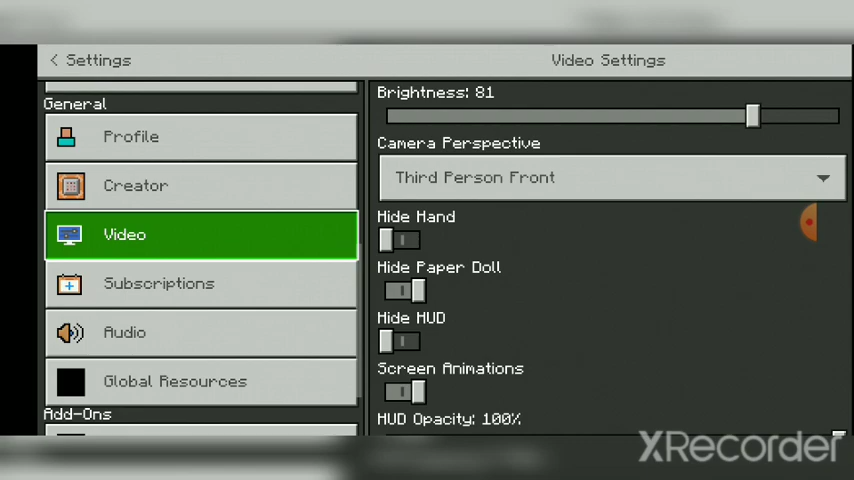 < Settings
Video Settings
General
Profile
Creator
Video
Subscriptions
Audio
Global Resources
Add-Ons
Brightness: 81
Camera Perspective
Third Person Front
Hide Hand
Hide Paper Doll
Hide HUD
Screen Animations
HUD Opacity: 100%
XRecorder